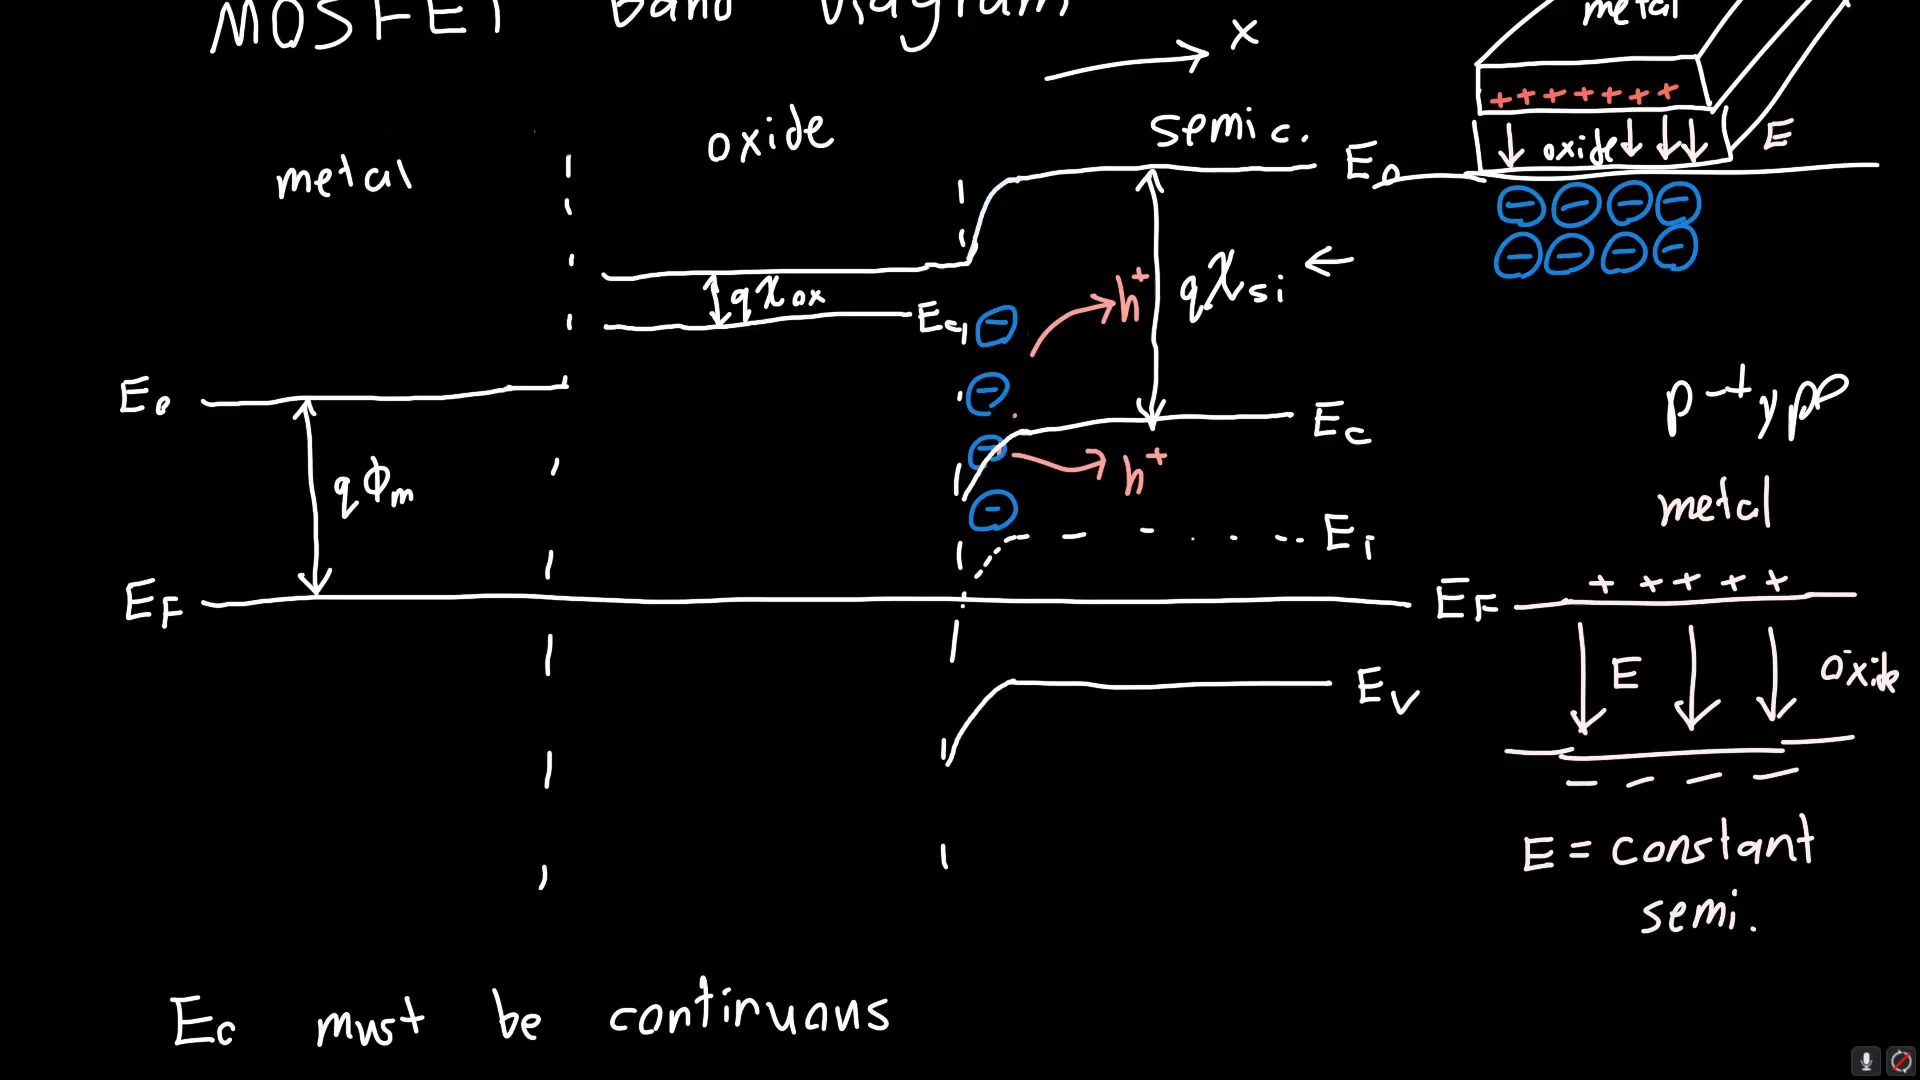 MOSFET Band Diagram
x
metal
metal
oxide
semi c.
E₀
+ + + + + + +
oxide
E
− − − −
− − − −
qχox
Ec
qχsi
h⁺
−
−
−
−
h⁺
E₀
qϕm
Ec
Ei
EF
EF
Ev
p-type
metal
+ + + + +
E
oxide
− − − −
E = constant
semi.
Ec must be continuous